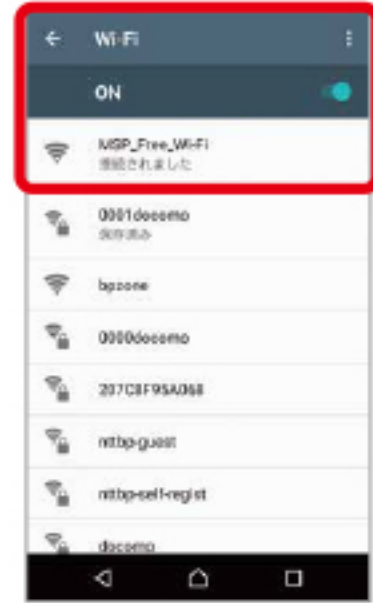 Wi-Fi
ON
MSP_Free_Wi-Fi
接続されました
0001docomo
保存済み
bpzone
0000docomo
nttbp-guest
nttbp-self-regist
docomo